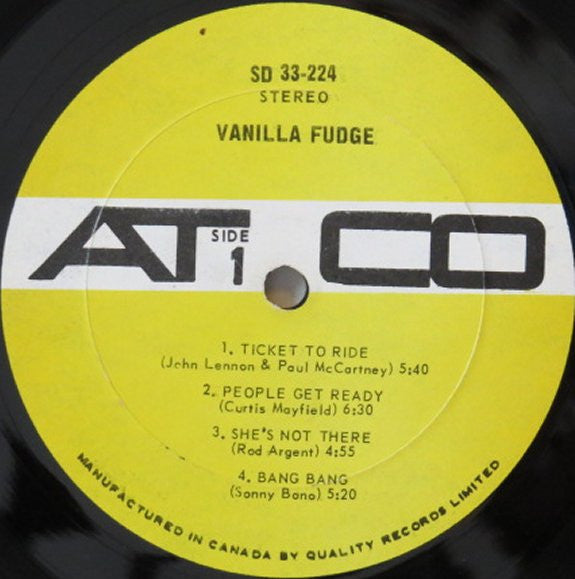 SD 33-224
STEREO
VANILLA FUDGE
ATCO
SIDE
1
1. TICKET TO RIDE
(John Lennon & Paul McCartney) 5:40
2. PEOPLE GET READY
(Curtis Mayfield) 6:30
3. SHE'S NOT THERE
(Rod Argent) 4:55
4. BANG BANG
(Sonny Bono) 5:20
MANUFACTURED IN CANADA BY QUALITY RECORDS LIMITED